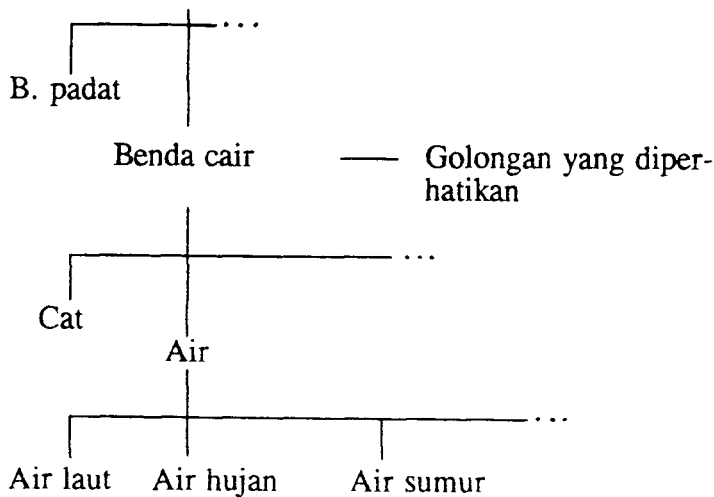 ...
B. padat
Benda cair — Golongan yang diper-
hatikan
...
Cat
Air
...
Air laut Air hujan Air sumur